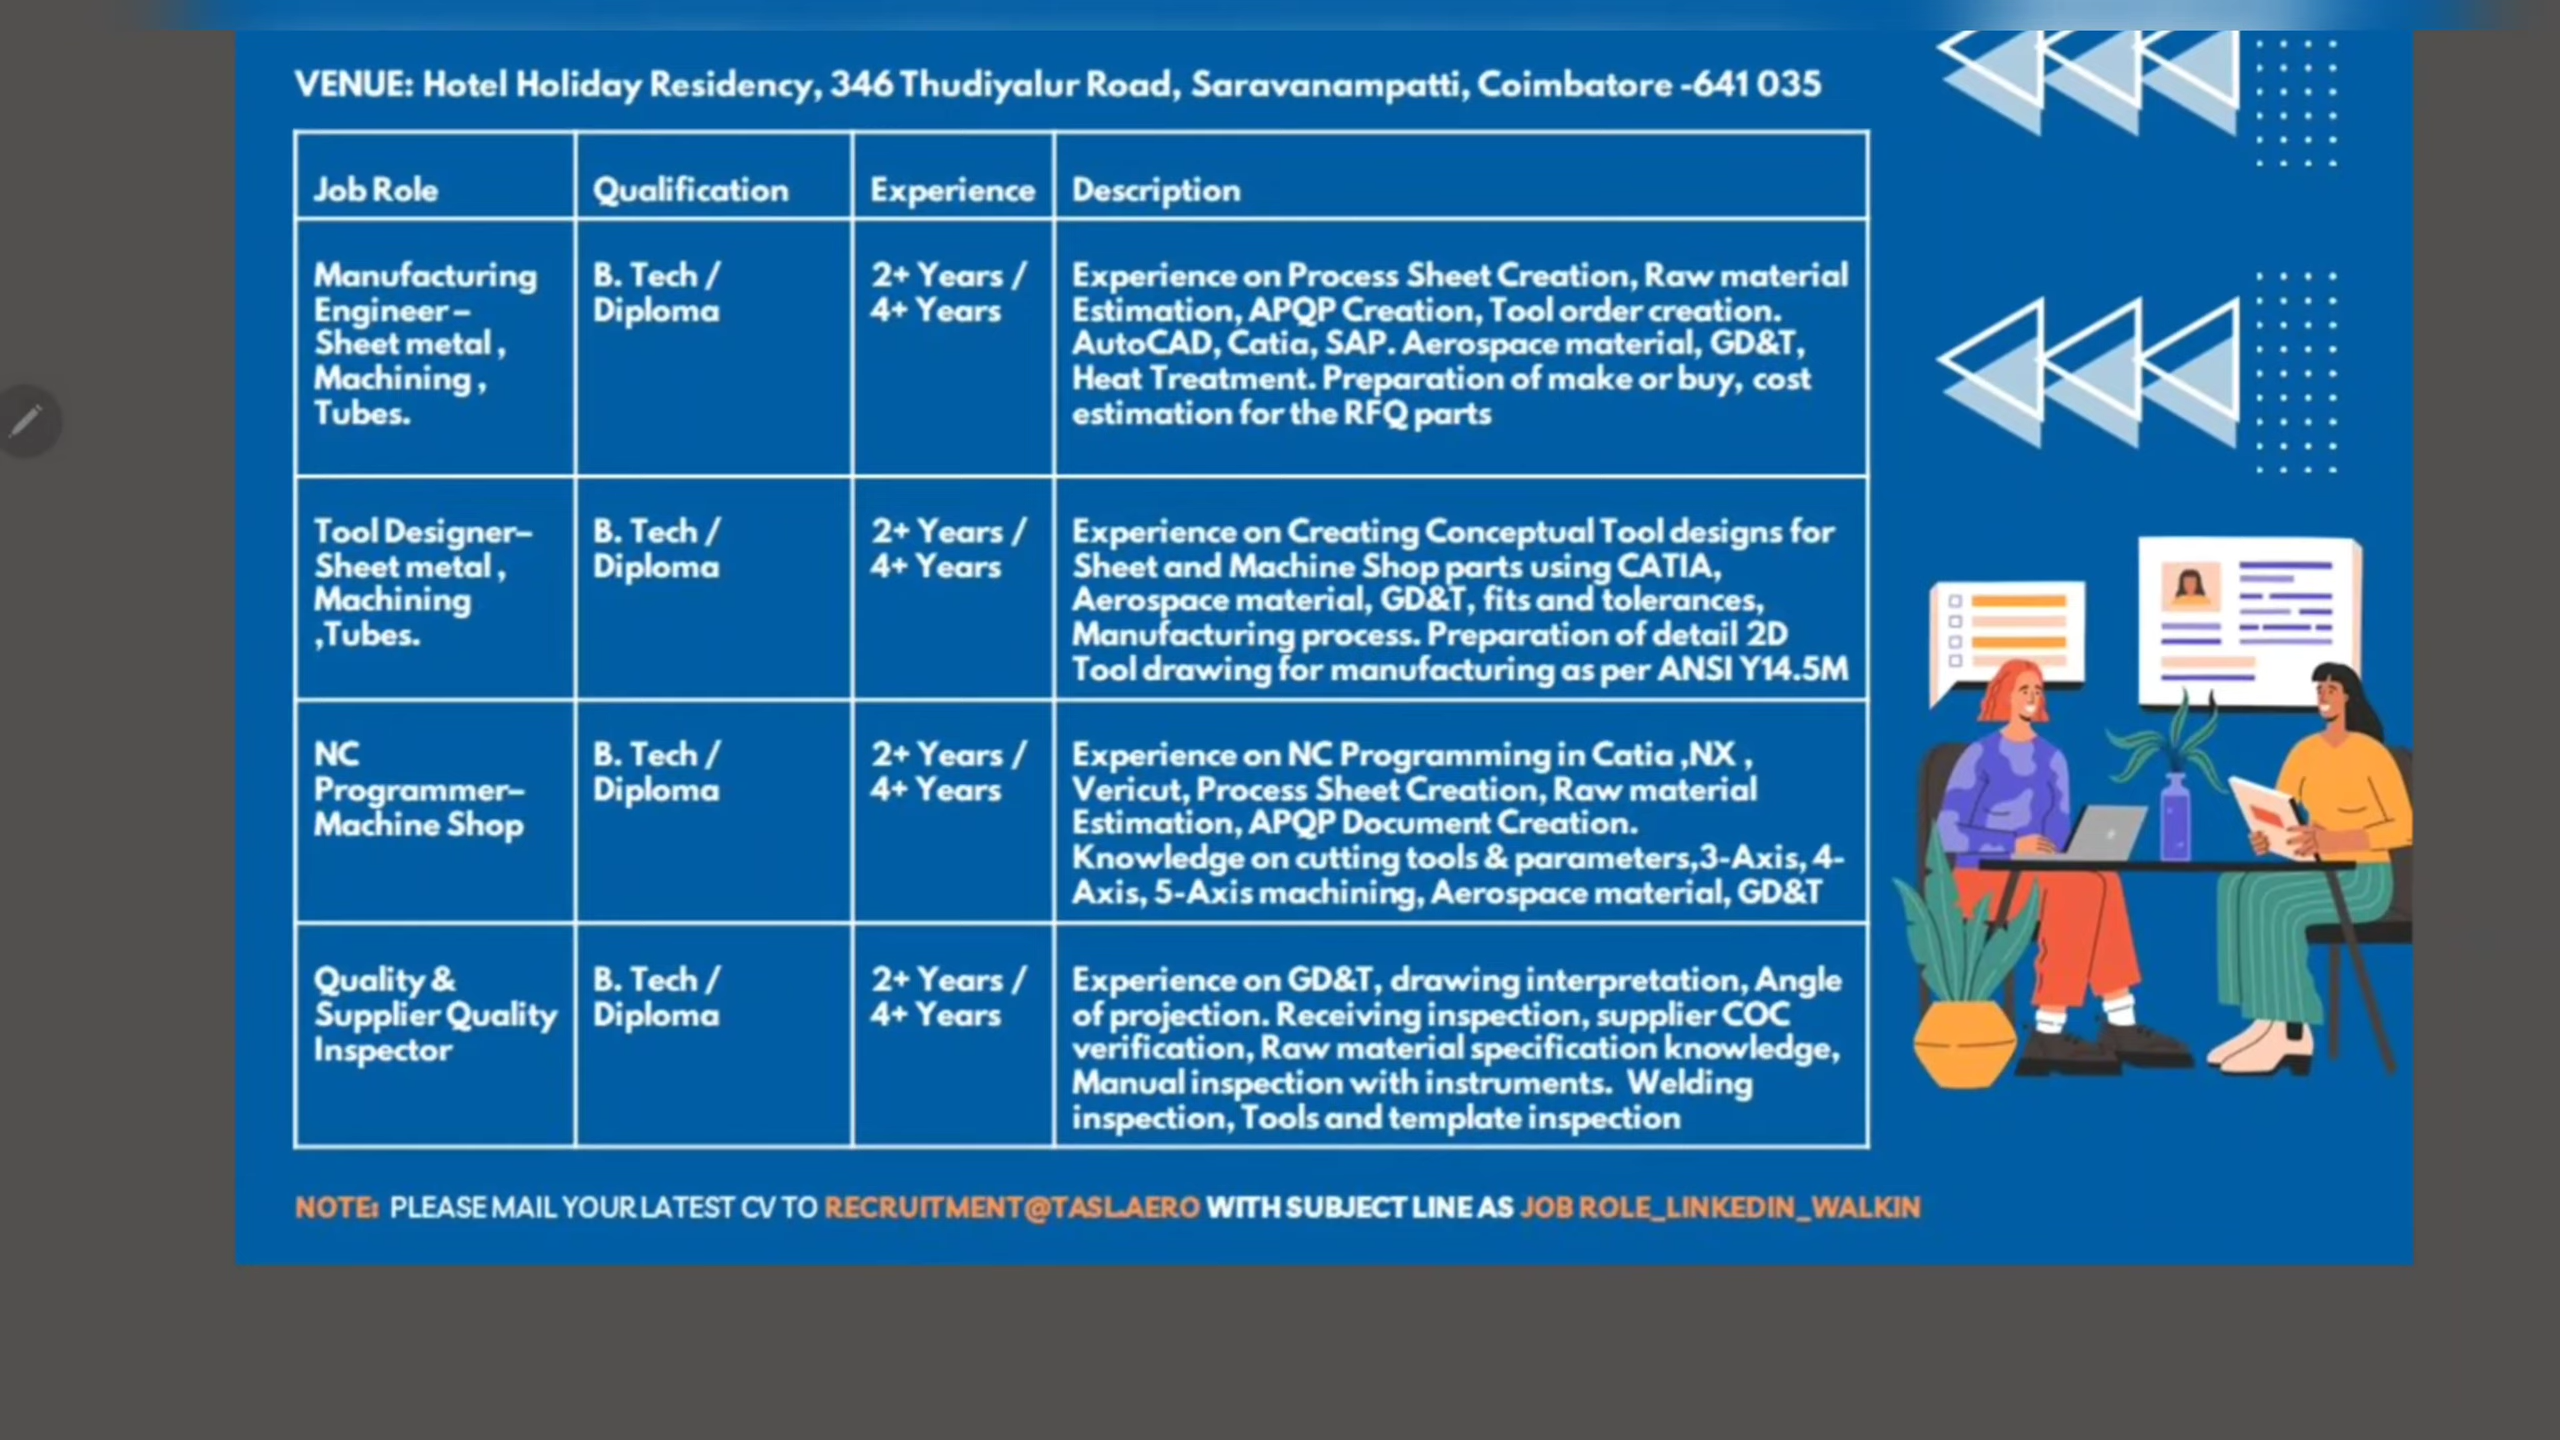 VENUE: Hotel Holiday Residency, 346 Thudiyalur Road, Saravanampatti, Coimbatore -641 035
Job Role
Qualification
Experience
Description
Manufacturing
Engineer –
Sheet metal ,
Machining ,
Tubes.
B. Tech /
Diploma
2+ Years /
4+ Years
Experience on Process Sheet Creation, Raw material
Estimation, APQP Creation, Tool order creation.
AutoCAD, Catia, SAP. Aerospace material, GD&T,
Heat Treatment. Preparation of make or buy, cost
estimation for the RFQ parts
Tool Designer–
Sheet metal ,
Machining
,Tubes.
B. Tech /
Diploma
2+ Years /
4+ Years
Experience on Creating Conceptual Tool designs for
Sheet and Machine Shop parts using CATIA,
Aerospace material, GD&T, fits and tolerances,
Manufacturing process. Preparation of detail 2D
Tool drawing for manufacturing as per ANSI Y14.5M
NC
Programmer–
Machine Shop
B. Tech /
Diploma
2+ Years /
4+ Years
Experience on NC Programming in Catia ,NX ,
Vericut, Process Sheet Creation, Raw material
Estimation, APQP Document Creation.
Knowledge on cutting tools & parameters,3-Axis, 4-
Axis, 5-Axis machining, Aerospace material, GD&T
Quality &
Supplier Quality
Inspector
B. Tech /
Diploma
2+ Years /
4+ Years
Experience on GD&T, drawing interpretation, Angle
of projection. Receiving inspection, supplier COC
verification, Raw material specification knowledge,
Manual inspection with instruments.  Welding
inspection, Tools and template inspection
NOTE: PLEASE MAIL YOUR LATEST CV TO RECRUITMENT@TASL.AERO WITH SUBJECT LINE AS JOB ROLE_LINKEDIN_WALKIN